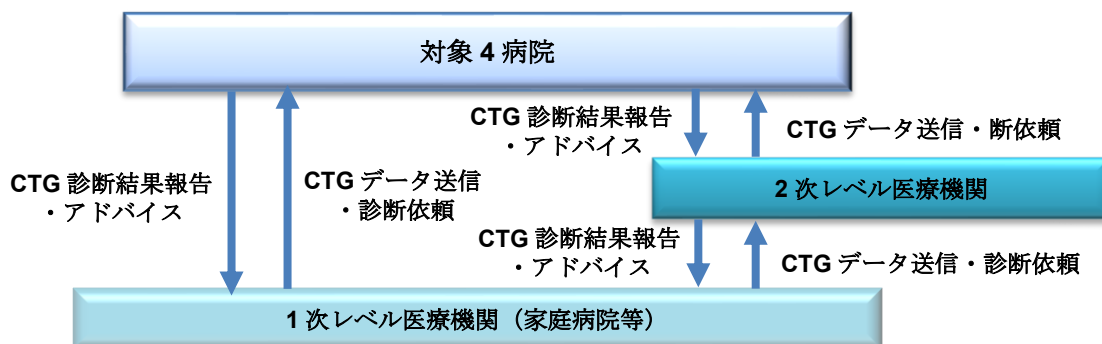 対象 4 病院
CTG 診断結果報告
・アドバイス
CTG データ送信・断依頼
CTG 診断結果報告
・アドバイス
CTG データ送信
・診断依頼
2 次レベル医療機関
CTG 診断結果報告
・アドバイス
CTG データ送信・診断依頼
1 次レベル医療機関（家庭病院等）